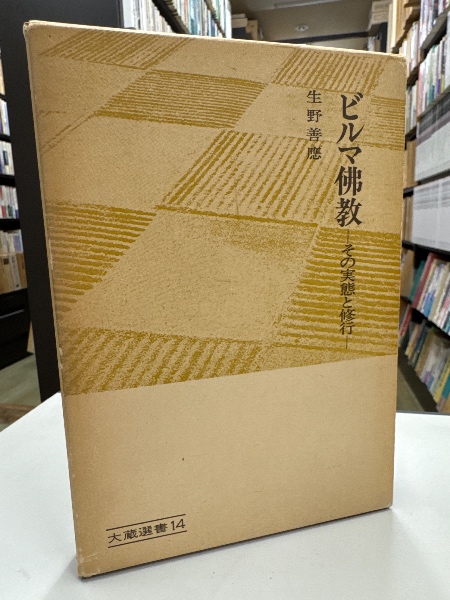 ビルマ佛教
―その実態と修行―
生野善應
大蔵選書14